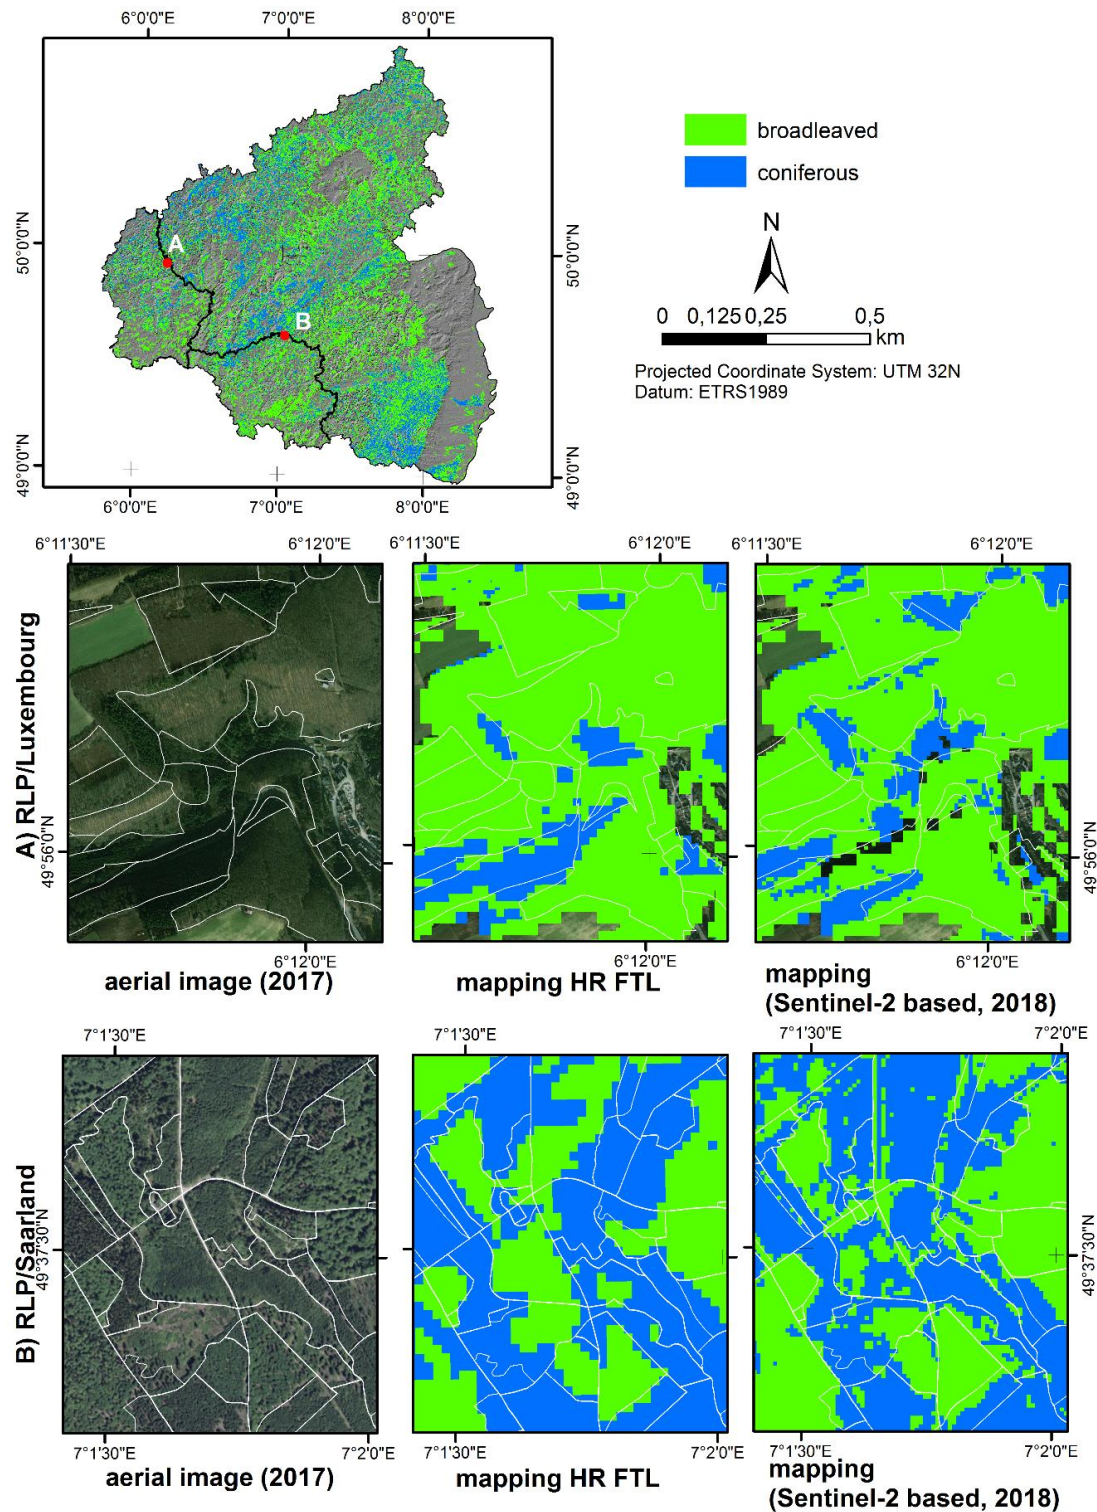 6°0'0"E 7°0'0"E 8°0'0"E
50°0'0"N
49°0'0"N
50°0'0"N
49°0'0"N
A
B
6°0'0"E 7°0'0"E 8°0'0"E
broadleaved
coniferous
N
0 0,125 0,25 0,5
km
Projected Coordinate System: UTM 32N
Datum: ETRS1989
A) RLP/Luxembourg
6°11'30"E 6°12'0"E
6°11'30"E 6°12'0"E
6°11'30"E 6°12'0"E
49°56'0"N
49°56'0"N
6°12'0"E
6°12'0"E
6°12'0"E
aerial image (2017)
mapping HR FTL
mapping
(Sentinel-2 based, 2018)
B) RLP/Saarland
7°1'30"E 7°2'0"E
7°1'30"E 7°2'0"E
7°1'30"E 7°2'0"E
49°37'30"N
49°37'30"N
7°1'30"E 7°2'0"E
7°1'30"E 7°2'0"E
7°1'30"E 7°2'0"E
aerial image (2017)
mapping HR FTL
mapping
(Sentinel-2 based, 2018)